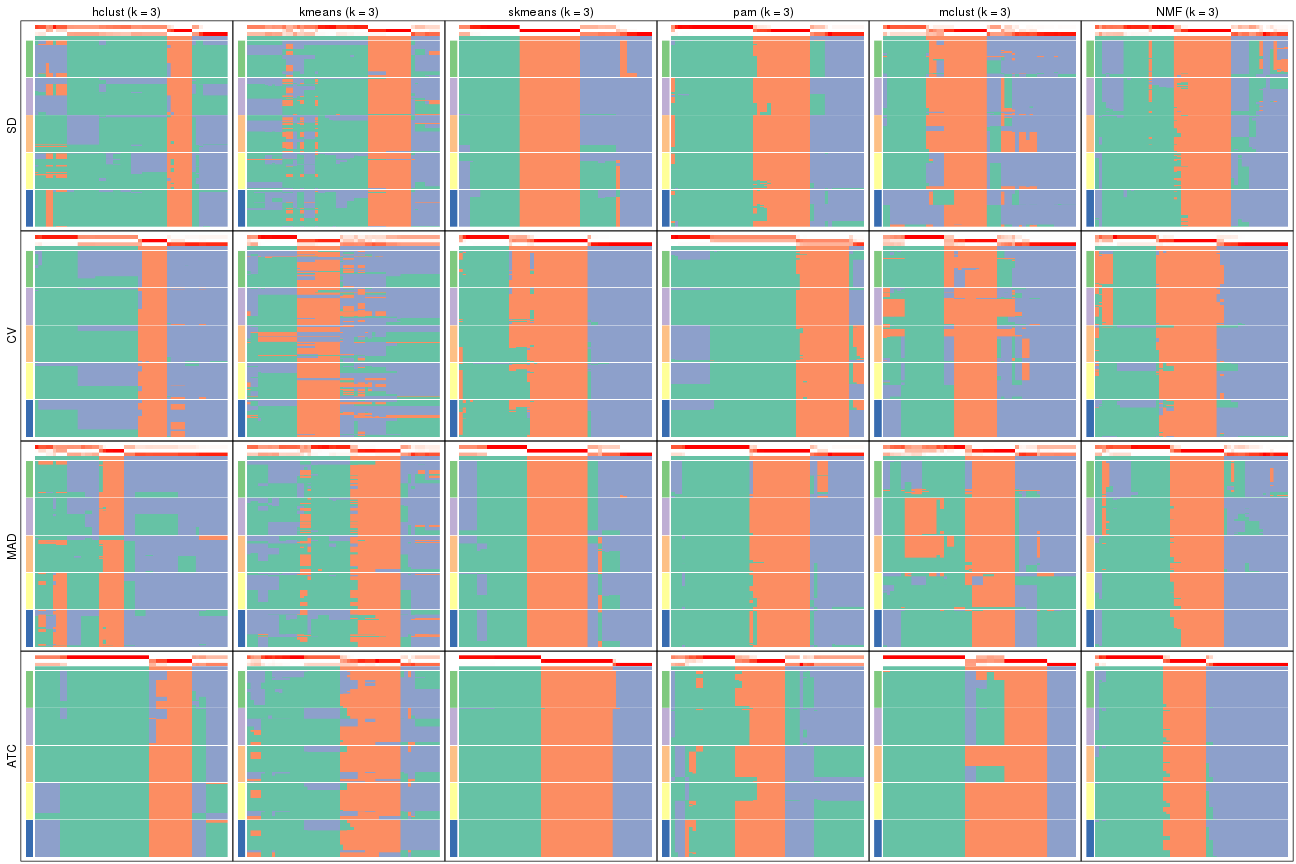 hclust (k = 3) kmeans (k = 3) skmeans (k = 3) pam (k = 3) mclust (k = 3) NMF (k = 3)
SD
CV
MAD
ATC